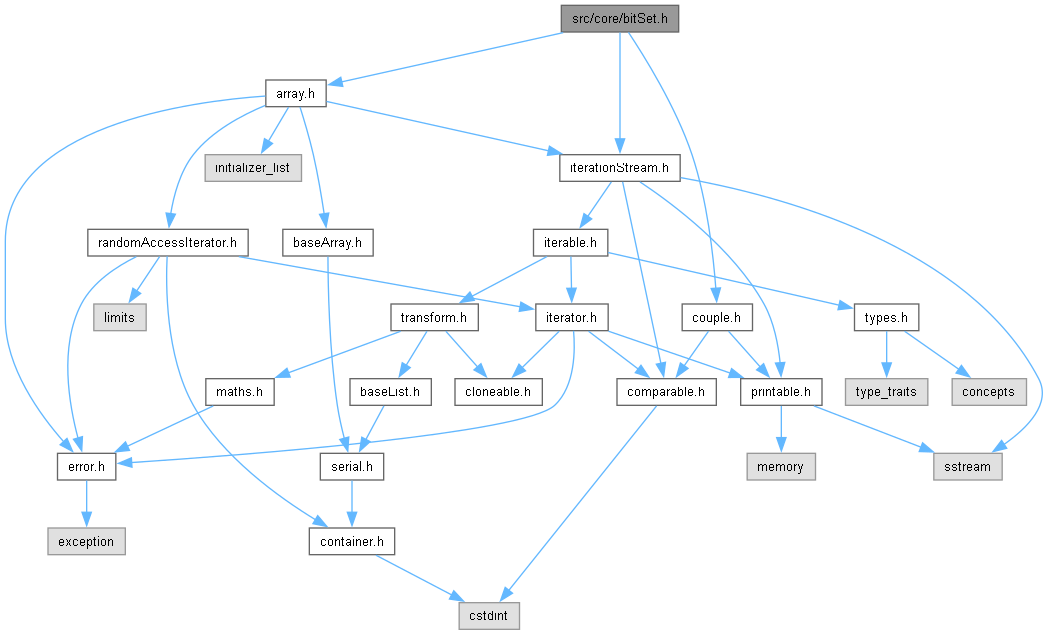 src/core/bitSet.h
array.h
initializer_list
iterationStream.h
randomAccessIterator.h
baseArray.h
iterable.h
limits
transform.h
iterator.h
couple.h
types.h
maths.h
baseList.h
cloneable.h
comparable.h
printable.h
type_traits
concepts
error.h
serial.h
memory
sstream
exception
container.h
cstdint